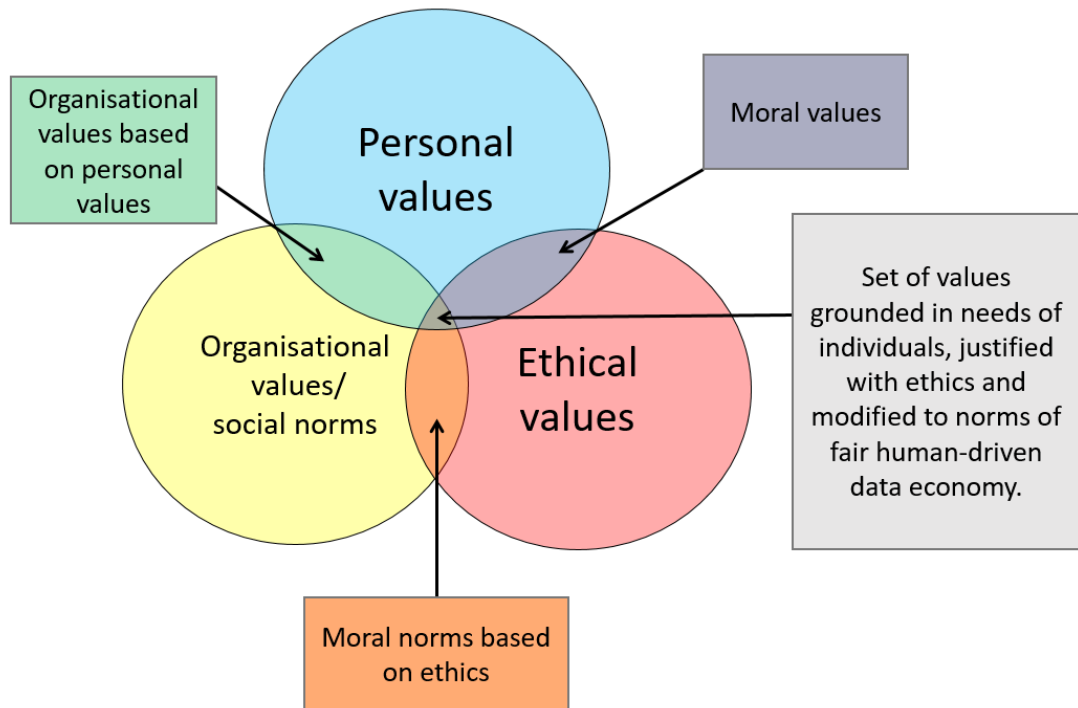 Organisational
values based
on personal
values
Personal
values
Moral values
Organisational
values/
social norms
Ethical
values
Set of values
grounded in needs of
individuals, justified
with ethics and
modified to norms of
fair human-driven
data economy.
Moral norms based
on ethics